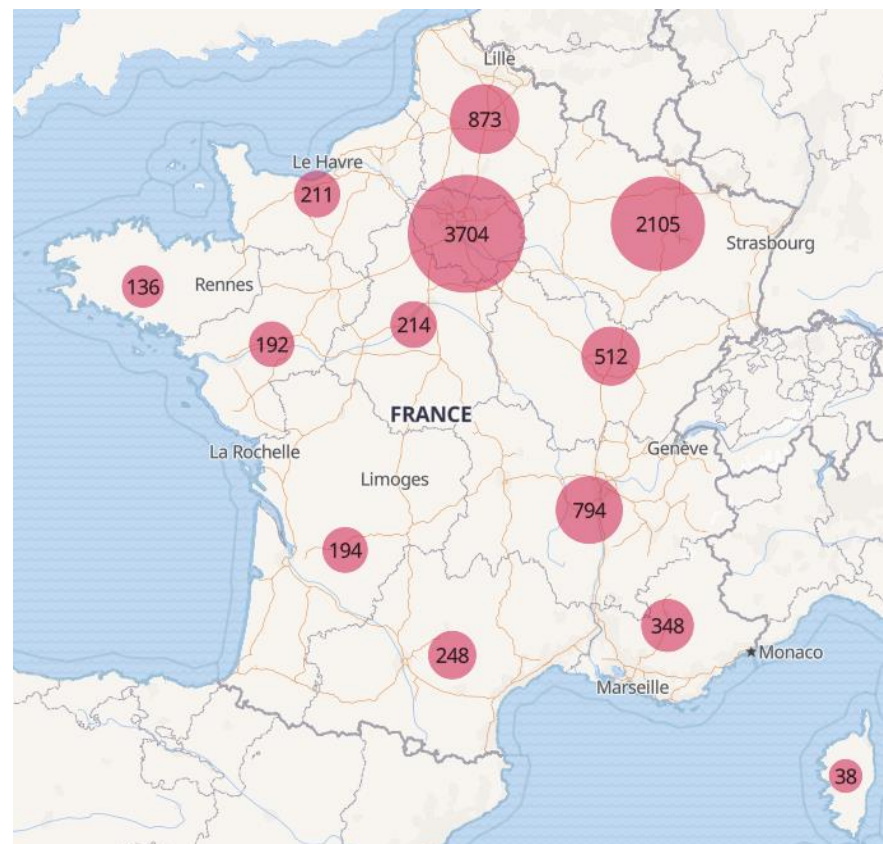 Lille
873
Le Havre
211
3704
2105
Strasbourg
136
Rennes
214
192
512
FRANCE
Genève
La Rochelle
Limoges
794
194
348
248
Monaco
Marseille
38